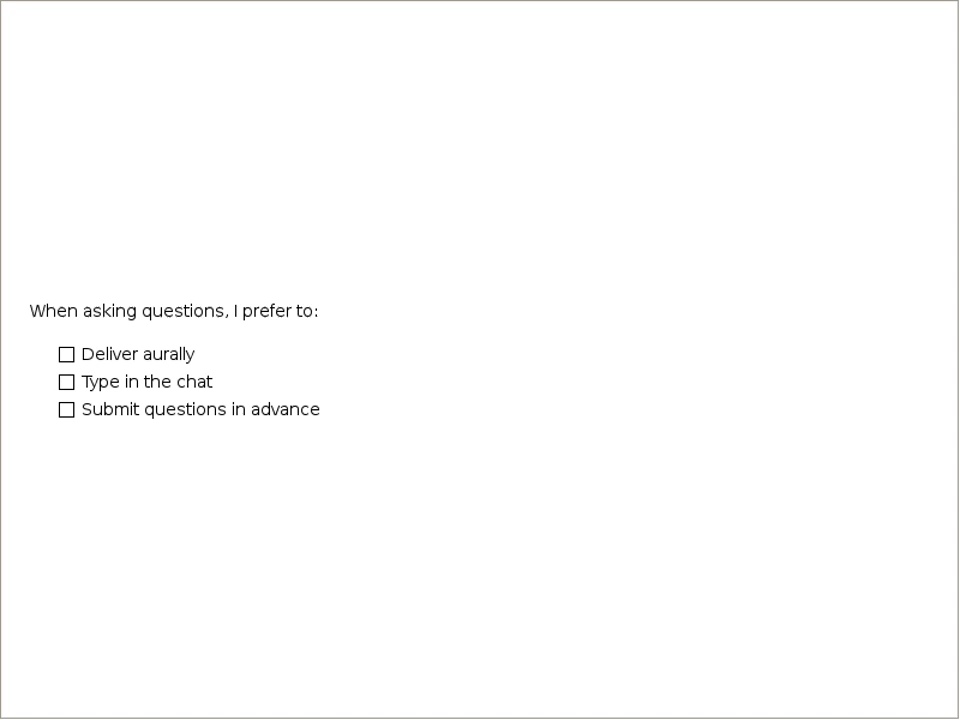 When asking questions, I prefer to:
☐ Deliver aurally
☐ Type in the chat
☐ Submit questions in advance